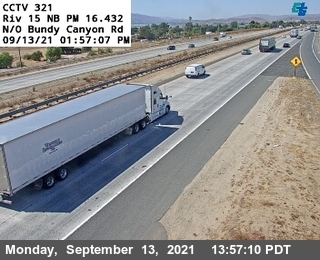 CCTV 321
Riv 15 NB PM 16.432
N/O Bundy Canyon Rd
09/13/21 01:57:07 PM
Monday, September 13, 2021 13:57:10 PDT